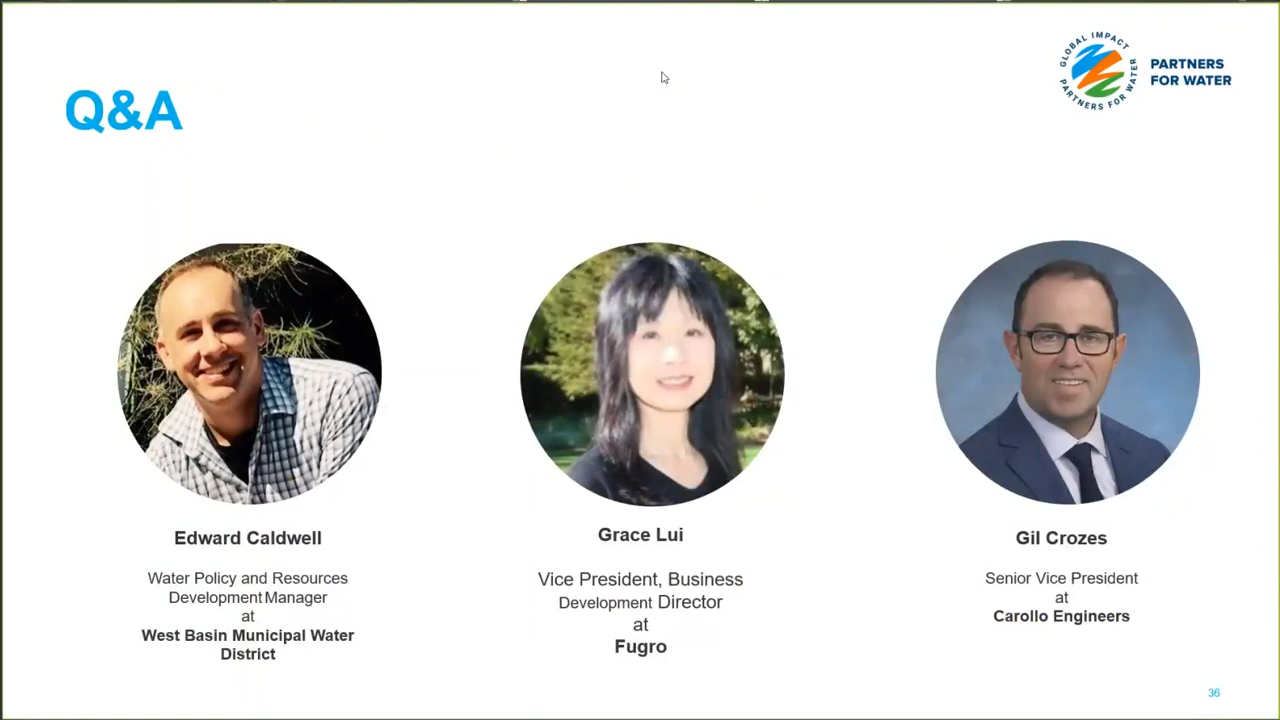 GLOBAL IMPACT
PARTNERS FOR WATER
PARTNERS
FOR WATER
Q&A
Edward Caldwell
Water Policy and Resources
Development Manager
at
West Basin Municipal Water
District
Grace Lui
Vice President, Business
Development Director
at
Fugro
Gil Crozes
Senior Vice President
at
Carollo Engineers
36